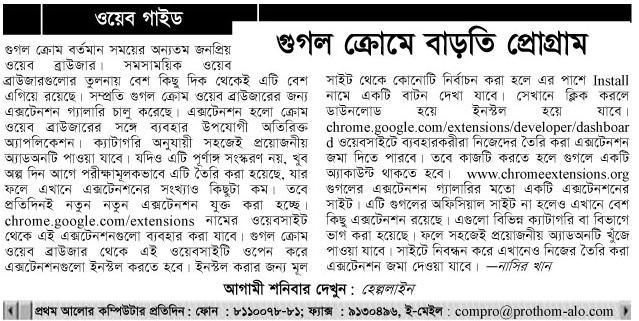 ওয়েব গাইড
গুগল ক্রোমে বাড়তি প্রোগ্রাম
গুগল ক্রোম বর্তমান সময়ের অন্যতম জনপ্রিয়
ওয়েব ব্রাউজার। সমসাময়িক ওয়েব
ব্রাউজারগুলোর তুলনায় বেশ কিছু দিক থেকেই এটি বেশ
এগিয়ে রয়েছে। সম্প্রতি গুগল ক্রোম ওয়েব ব্রাউজারের জন্য
এক্সটেনশন গ্যালারি চালু করেছে। এক্সটেনশন হলো ক্রোম
ওয়েব ব্রাউজারের সঙ্গে ব্যবহার উপযোগী অতিরিক্ত
অ্যাপলিকেশন। ক্যাটাগরি অনুযায়ী সহজেই প্রয়োজনীয়
অ্যাডঅনটি পাওয়া যাবে। যদিও এটি পূর্ণাঙ্গ সংস্করণ নয়, খুব
অল্প দিন আগে পরীক্ষামূলকভাবে এটি তৈরি করা হয়েছে, যার
ফলে এখানে এক্সটেনশনের সংখ্যাও কিছুটা কম। তবে
প্রতিদিনই নতুন নতুন এক্সটেনশন যুক্ত করা হচ্ছে।
chrome.google.com/extensions নামের ওয়েবসাইট
থেকে এই এক্সটেনশনগুলো ব্যবহার করা যাবে। গুগল ক্রোম
ওয়েব ব্রাউজার থেকে এই ওয়েবসাইটি ওপেন করে
এক্সটেনশনগুলো ইনস্টল করতে হবে। ইনস্টল করার জন্য মূল
সাইট থেকে কোনোটি নির্বাচন করা হলে এর পাশে Install
নামে একটি বাটন দেখা যাবে। সেখানে ক্লিক করলে
ডাউনলোড হয়ে ইনস্টল হয়ে যাবে।
chrome.google.com/extensions/developer/dashboar
d ওয়েবসাইটে ব্যবহারকারীরা নিজেদের তৈরি করা এক্সটেনশন
জমা দিতে পারবে। তবে কাজটি করতে হলে গুগলে একটি
অ্যাকাউন্ট থাকতে হবে। www.chromeextensions.org
গুগলের এক্সটেনশন গ্যালারির মতো একটি এক্সটেনশনের
সাইট। এটি গুগলের অফিসিয়াল সাইট না হলেও এখানে বেশ
কিছু এক্সটেনশন রয়েছে। এগুলো বিভিন্ন ক্যাটাগরি বা বিভাগে
ভাগ করা হয়েছে। ফলে সহজেই প্রয়োজনীয় অ্যাডঅনটি খুঁজে
পাওয়া যাবে। সাইটে নিবন্ধন করে এখানেও নিজের তৈরি করা
এক্সটেনশন জমা দেওয়া যাবে। —নাসির খান
আগামী শনিবার দেখুন : হেল্পলাইন
প্রথম আলোর কম্পিউটার প্রতিদিন : ফোন : ৮১১০০৭৮-৮১; ফ্যাক্স : ৯১৩০৪৯৬, ই-মেইল : compro@prothom-alo.com